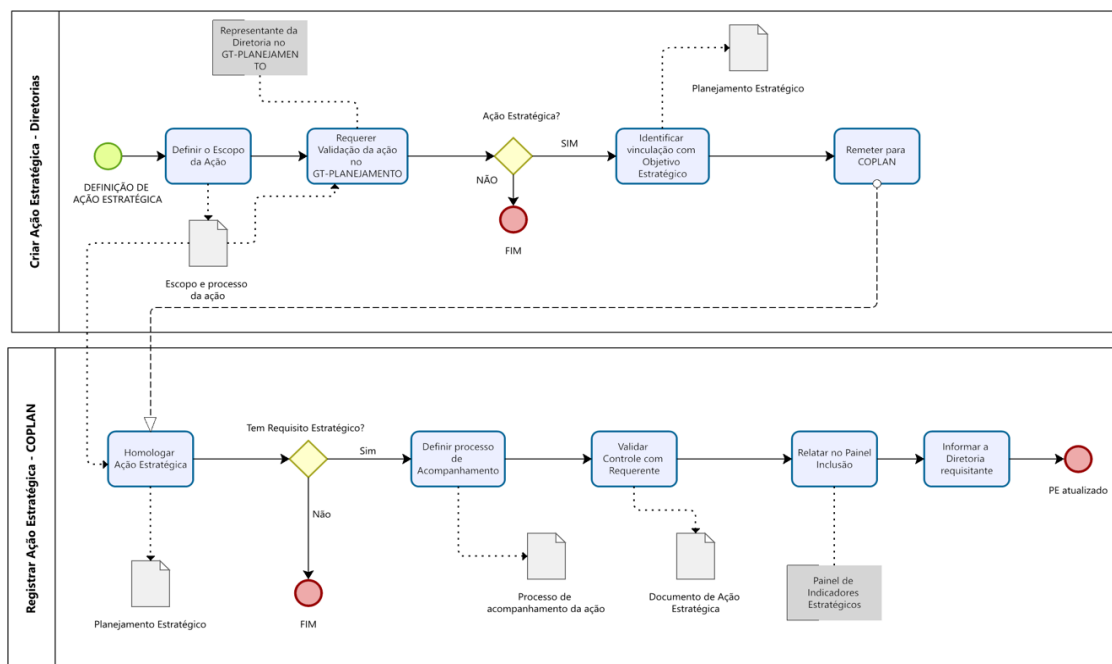 Criar Ação Estratégica - Diretorias
Representante da
Diretoria no
GT-PLANEJAMEN
TO
Planejamento Estratégico
DEFINIÇÃO DE
AÇÃO ESTRATÉGICA
Definir o Escopo
da Ação
Requerer
Validação da ação no
GT-PLANEJAMENTO
Ação Estratégica?
SIM
NÃO
FIM
Identificar
vinculação com
Objetivo
Estratégico
Remeter para
COPLAN
Escopo e processo
da ação
Registrar Ação Estratégica - COPLAN
Homologar
Ação Estratégica
Tem Requisito Estratégico?
Sim
Não
FIM
Definir processo
de
Acompanhamento
Validar
Controle com
Requerente
Relatar no Painel
Inclusão
Informar a
Diretoria
requisitante
PE atualizado
Planejamento Estratégico
Processo de
acompanhamento da ação
Documento de Ação
Estratégica
Painel de
Indicadores
Estratégicos